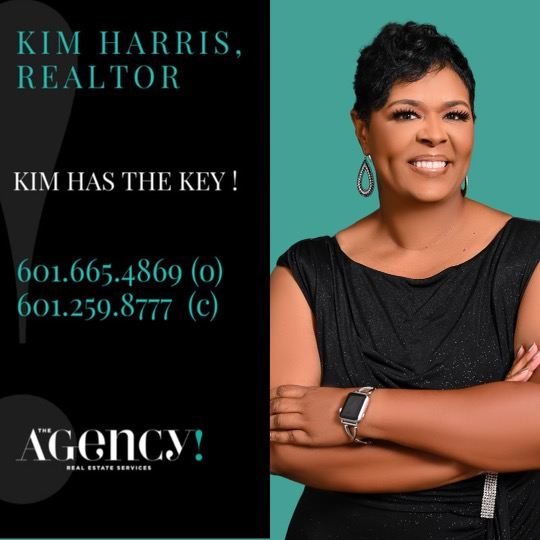 KIM HARRIS,
REALTOR
KIM HAS THE KEY !
601.665.4869 (o)
601.259.8777 (c)
THE
AGENCY!
REAL ESTATE SERVICES